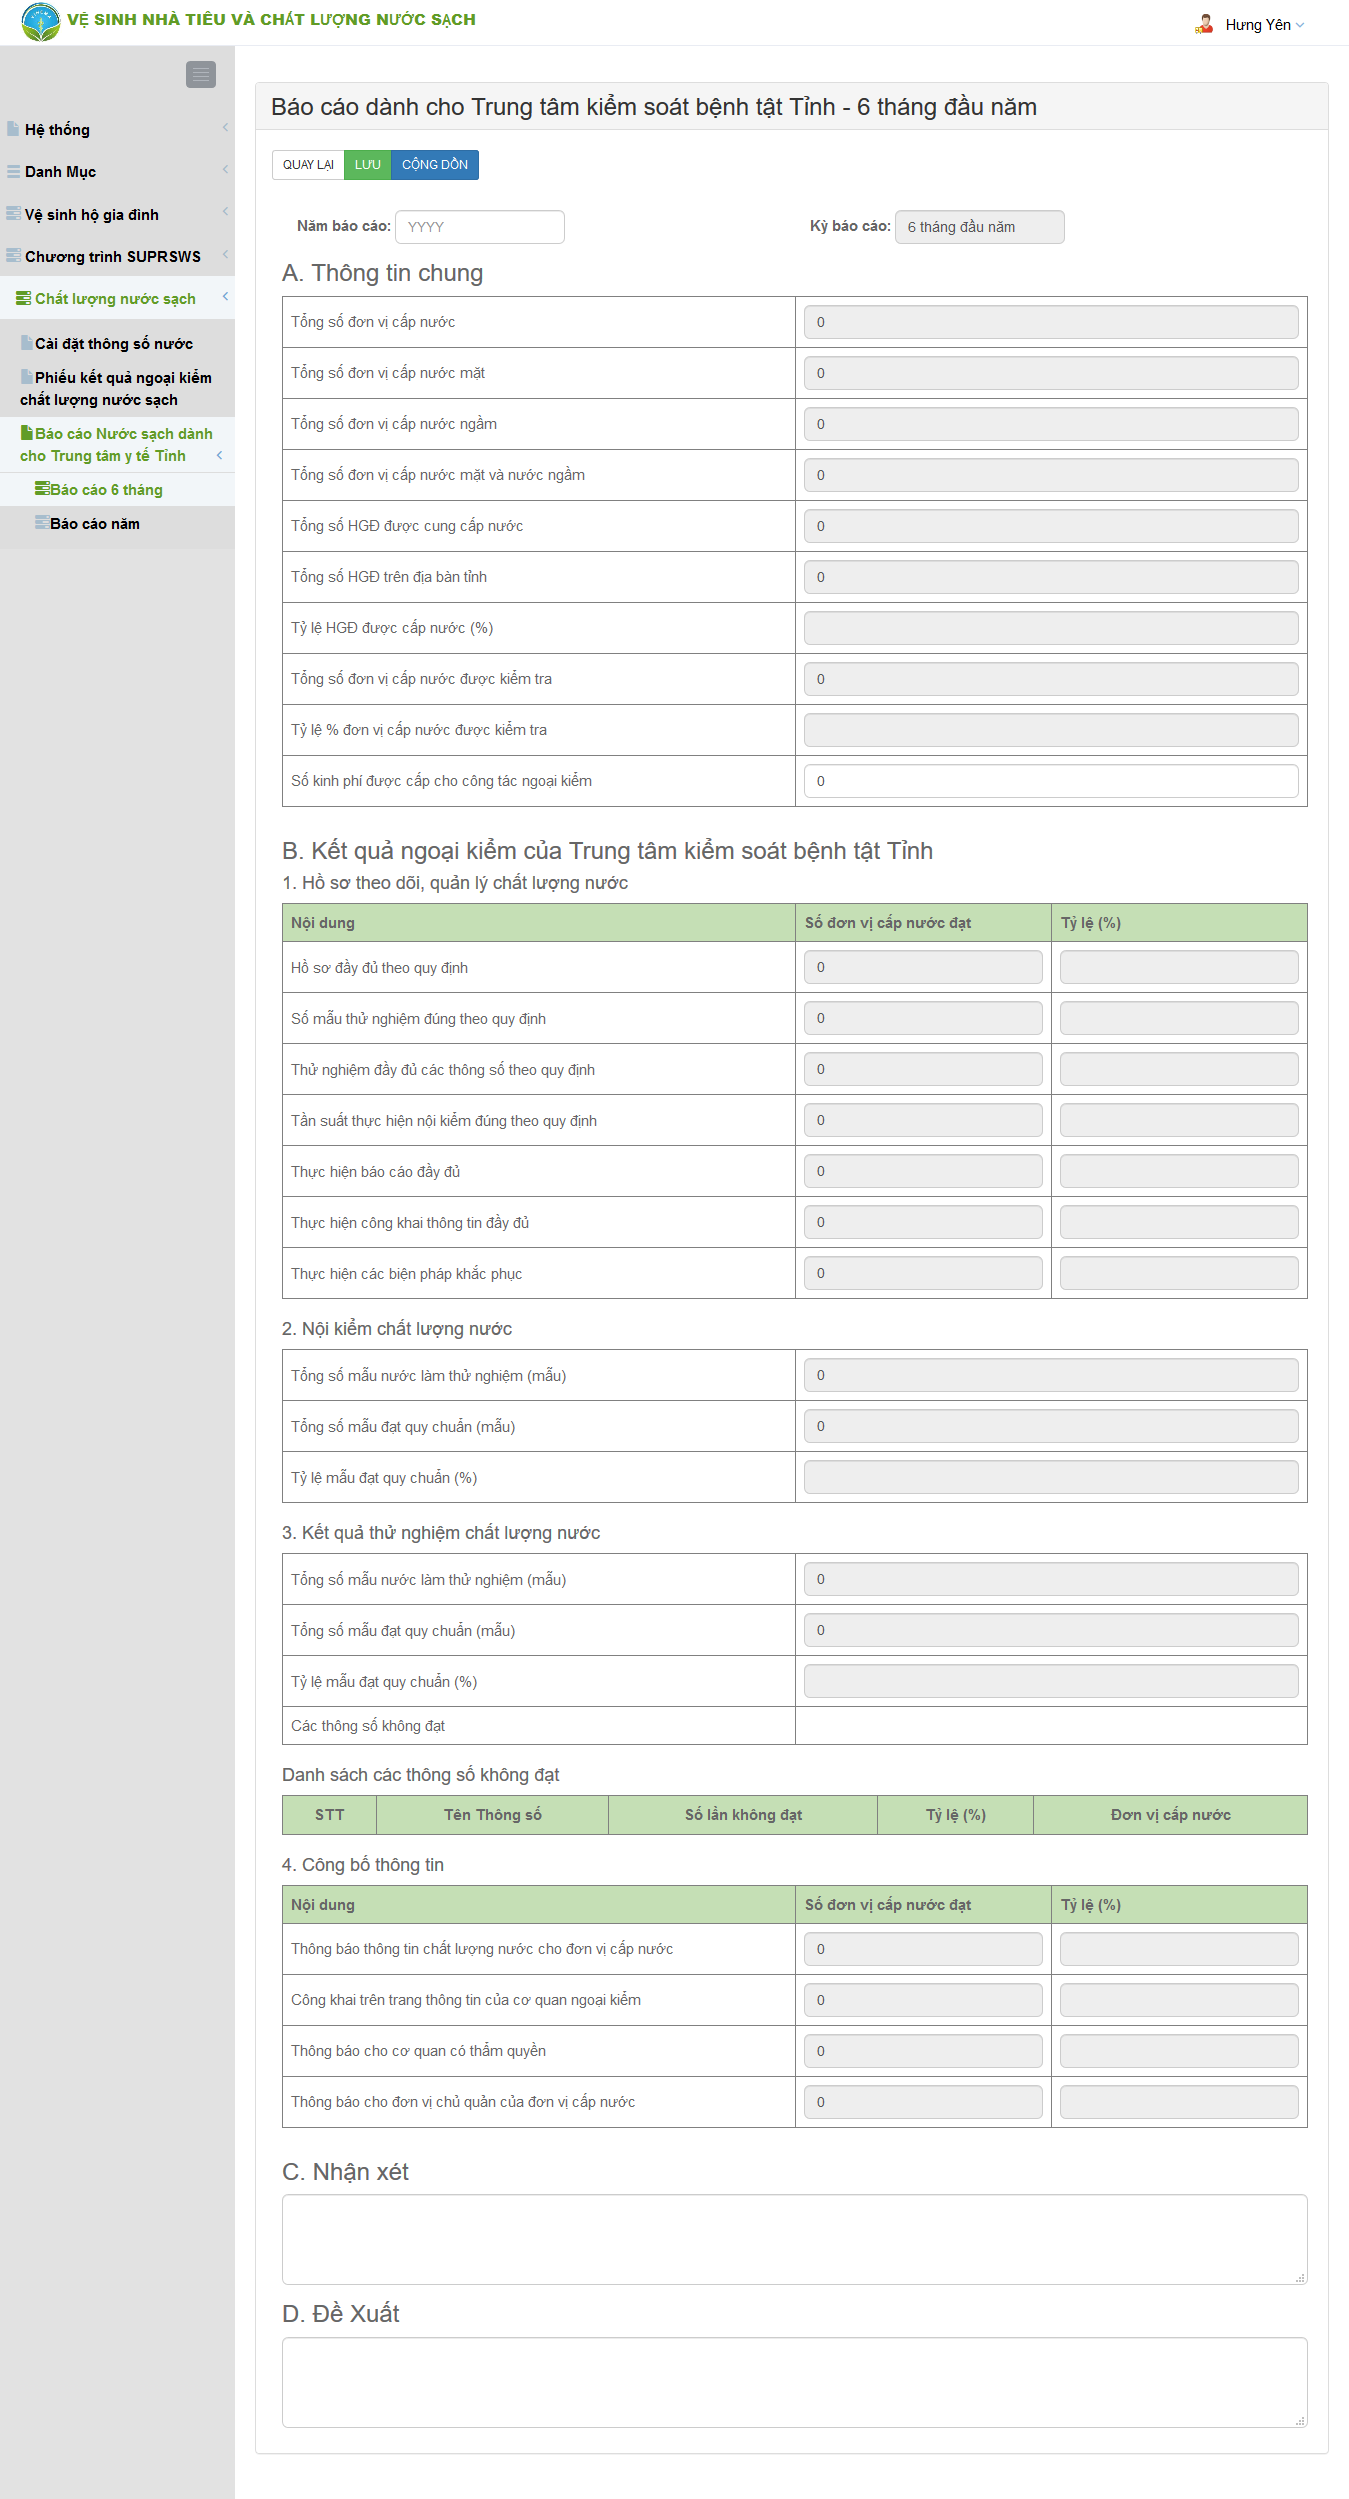 VỆ SINH NHÀ TIÊU VÀ CHẤT LƯỢNG NƯỚC SẠCH
Hưng Yên
Hệ thống
Danh Mục
Vệ sinh hộ gia đình
Chương trình SUPRSWS
Chất lượng nước sạch
Cài đặt thông số nước
Phiếu kết quả ngoại kiểm
chất lượng nước sạch
Báo cáo Nước sạch dành
cho Trung tâm y tế Tỉnh
Báo cáo 6 tháng
Báo cáo năm
Báo cáo dành cho Trung tâm kiểm soát bệnh tật Tỉnh - 6 tháng đầu năm
QUAY LẠI LƯU CỘNG DỒN
Năm báo cáo: YYYY Kỳ báo cáo: 6 tháng đầu năm
A. Thông tin chung
Tổng số đơn vị cấp nước 0
Tổng số đơn vị cấp nước mặt 0
Tổng số đơn vị cấp nước ngầm 0
Tổng số đơn vị cấp nước mặt và nước ngầm 0
Tổng số HGĐ được cung cấp nước 0
Tổng số HGĐ trên địa bàn tỉnh 0
Tỷ lệ HGĐ được cấp nước (%)
Tổng số đơn vị cấp nước được kiểm tra 0
Tỷ lệ % đơn vị cấp nước được kiểm tra
Số kinh phí được cấp cho công tác ngoại kiểm 0
B. Kết quả ngoại kiểm của Trung tâm kiểm soát bệnh tật Tỉnh
1. Hồ sơ theo dõi, quản lý chất lượng nước
Nội dung Số đơn vị cấp nước đạt Tỷ lệ (%)
Hồ sơ đầy đủ theo quy định 0
Số mẫu thử nghiệm đúng theo quy định 0
Thử nghiệm đầy đủ các thông số theo quy định 0
Tần suất thực hiện nội kiểm đúng theo quy định 0
Thực hiện báo cáo đầy đủ 0
Thực hiện công khai thông tin đầy đủ 0
Thực hiện các biện pháp khắc phục 0
2. Nội kiểm chất lượng nước
Tổng số mẫu nước làm thử nghiệm (mẫu) 0
Tổng số mẫu đạt quy chuẩn (mẫu) 0
Tỷ lệ mẫu đạt quy chuẩn (%)
3. Kết quả thử nghiệm chất lượng nước
Tổng số mẫu nước làm thử nghiệm (mẫu) 0
Tổng số mẫu đạt quy chuẩn (mẫu) 0
Tỷ lệ mẫu đạt quy chuẩn (%)
Các thông số không đạt
Danh sách các thông số không đạt
STT Tên Thông số Số lần không đạt Tỷ lệ (%) Đơn vị cấp nước
4. Công bố thông tin
Nội dung Số đơn vị cấp nước đạt Tỷ lệ (%)
Thông báo thông tin chất lượng nước cho đơn vị cấp nước 0
Công khai trên trang thông tin của cơ quan ngoại kiểm 0
Thông báo cho cơ quan có thẩm quyền 0
Thông báo cho đơn vị chủ quản của đơn vị cấp nước 0
C. Nhận xét
D. Đề Xuất